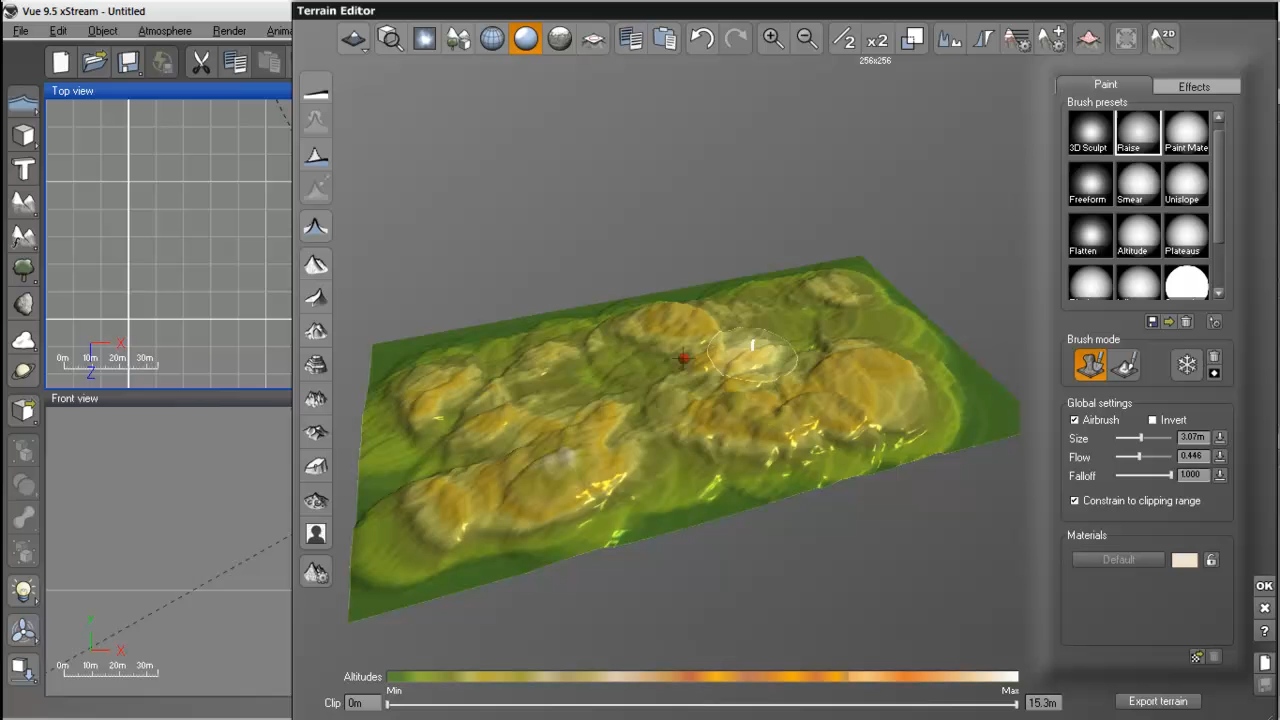 Vue 9.5 xStream - Untitled
File Edit Object Atmosphere Render Anima
Top view
X
0m 10m 20m 30m
Z
Front view
Y
X
0m 10m 20m 30m
Terrain Editor
/2 x2
2D
256x256
Paint Effects
Brush presets
3D Sculpt Raise Paint Mate
Freeform Smear Unislope
Flatten Altitude Plateaus
Brush mode
Global settings
Airbrush Invert
Size 3.07m
Flow 0.446
Falloff 1.000
Constrain to clipping range
Materials
Default
OK
?
Altitudes
Min Max
Clip 0m 15.3m
Export terrain